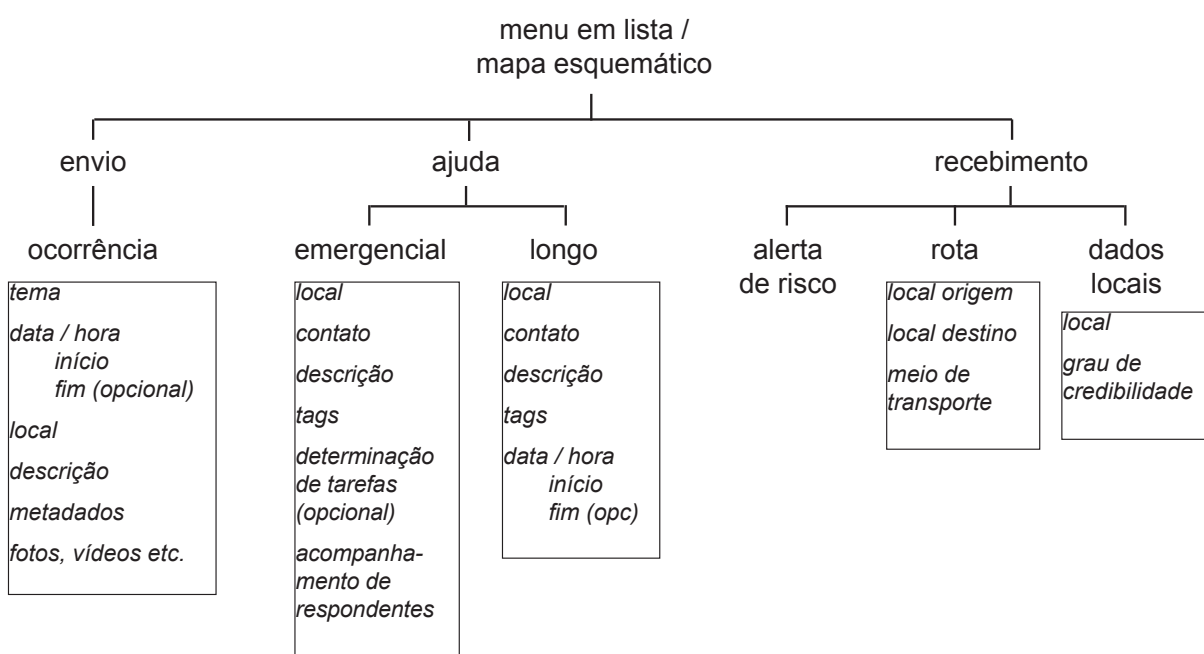 menu em lista /
mapa esquemático
envio
ajuda
recebimento
ocorrência
tema
data / hora
início
fim (opcional)
local
descrição
metadados
fotos, vídeos etc.
emergencial
local
contato
descrição
tags
determinação
de tarefas
(opcional)
acompanha-
mento de
respondentes
longo
local
contato
descrição
tags
data / hora
início
fim (opc)
alerta
de risco
rota
local origem
local destino
meio de
transporte
dados
locais
local
grau de
credibilidade